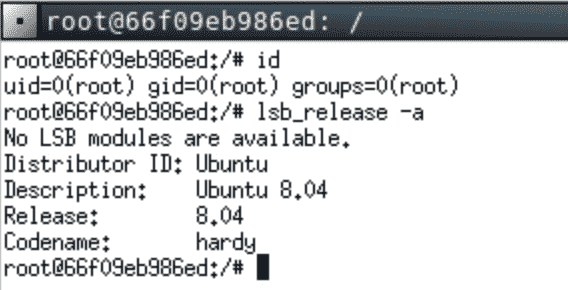 root@66f09eb986ed: /
root@66f09eb986ed:/# id
uid=0(root) gid=0(root) groups=0(root)
root@66f09eb986ed:/# lsb_release -a
No LSB modules are available.
Distributor ID: Ubuntu
Description:    Ubuntu 8.04
Release:        8.04
Codename:       hardy
root@66f09eb986ed:/#